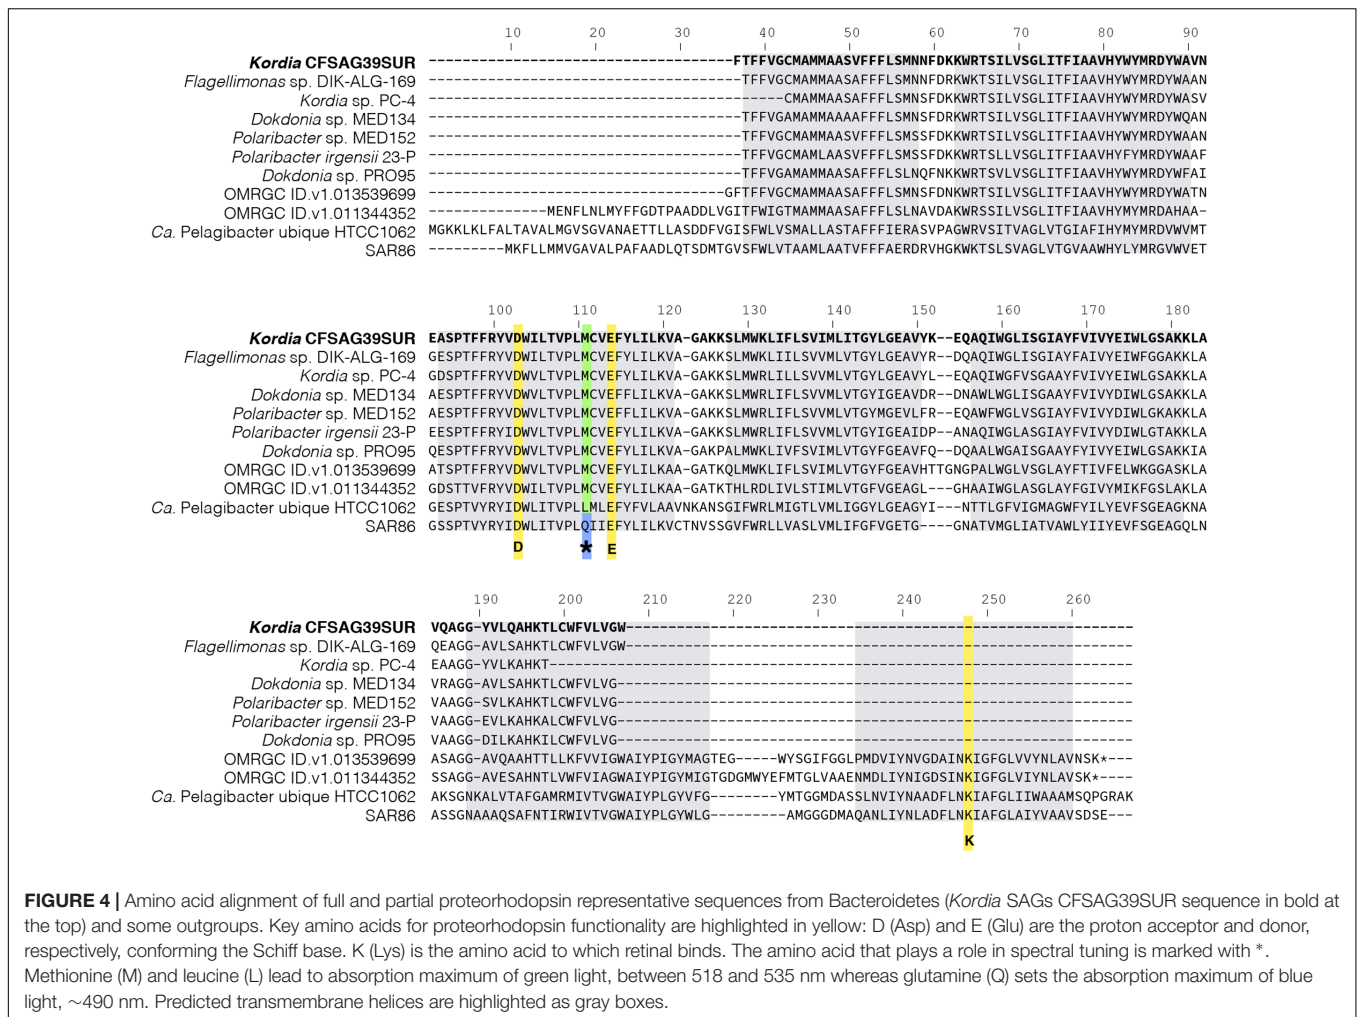 10 20 30 40 50 60 70 80 90
Kordia CFSAG39SUR ------------------------------------FTFFVGCMAMMAASVFFFLSMNNFDKKWRTSILVSGLITFIAAVHYWYMRDYWAVN
Flagellimonas sp. DIK-ALG-169 -------------------------------------TFFVGCMAMMAASAFFFLSMNNFDRKWRTSILVSGLITFIAAVHYWYMRDYWAAN
Kordia sp. PC-4 ------------------------------------------CMAMMAASAFFFLSMNSFDKKWRTSILVSGLITFIAAVHYWYMRDYWASV
Dokdonia sp. MED134 -------------------------------------TFFVGAMAMMAAAAFFFLSMNSFDRKWRTSILVSGLITFIAAVHYWYMRDYWQAN
Polaribacter sp. MED152 -------------------------------------TFFVGCMAMMAASVFFFLSMNSFDKKWRTSILVSGLITFIAAVHYWYMRDYWAAN
Polaribacter irgensii 23-P -------------------------------------TFFVGCMAMLAASVFFFLSMSSFDKKWRTSLLVSGLITFIAAVHYFYMRDYWAAF
Dokdonia sp. PRO95 -------------------------------------TFFVGCMAMMAASAFFFLSLNQFNKKWRTSVLVSGLITFIAAVHYWYMRDYWFAI
OMRGC ID.v1.013539699 -----------------------------------GFTFFVGAMAMMAASAFFFLSMNSFDNKWRTSILVSGLITFIAAVHYWYMRDYWATN
OMRGC ID.v1.011344352 --------------MENFLNLMYFFGDTPAADDLVGITFWIGTMAMMAASAFFFLSLNAVDAKWRSSILVSGLITFIAAVHYMYMRDAHAA-
Ca. Pelagibacter ubique HTCC1062 MGKKLKLFALTAVALMGVSGVANAETTLLASDDFVGISFWLVSMALLASTAFFFIERASVPAGWRVSITVAGLVTGIAFIHYMYMRDVWVMT
SAR86 ---------MKFLLMMVGAVALPAFAADLQTSDMTGVSFWLVTAAMLAATVFFFAERDRVHGKWKTSLSVAGLVTGVAAWHYLYMRGVWVET
100 110 120 130 140 150 160 170 180
Kordia CFSAG39SUR EASPTFFRYVDWILTVPLMCVEFYLILKVA-GAKKSLMWKLIFLSVIMLITGYLGEAVYK--EQAQIWGLISGIAYFVIVYEIWLGSAKKLA
Flagellimonas sp. DIK-ALG-169 GESPTFFRYVDWILTVPLMCVEFYLILKVA-GAKKSLMWKLIILSVVMLITGYLGEAVYR--DQAQIWGLISGIAYFVIVYEIWFGGAKKLA
Kordia sp. PC-4 GDSPTFFRYVDWVLTVPLMCVEFYLILKVA-GAKKSLMWRLILLSVVMLVTGYLGEAVYL--EQAQIWGFVSGAAYFVIVYEIWLGSAKKLA
Dokdonia sp. MED134 AESPTFFRYVDWVLTVPLMCVEFFLILKVA-GAKKSLMWRLIFLSVVMLVTGYIGEAVDR--DNAWLWGLISGAAYFYIVYEIWLGSAKKLA
Polaribacter sp. MED152 AESPTFFRYVDWVLTVPLMCVEFFLILKVA-GAKKSLMWRLIFLSVVMLVTGYMGEVLFR--EQAWFWGLVSGIAYFVIVYDIWLGKAKKLA
Polaribacter irgensii 23-P EESPTFFRYIDWVLTVPLMCVEFYLILKVA-GAKKSLMWRLIFLSVVMLVTGYIGEAIDP--ANAQIWGLASGIAYFVIVYDIWLGTAKKLA
Dokdonia sp. PRO95 QESPTFFRYVDWVLTVPLMCVEFYLILKVA-GAKPALMWKLIVFSVIMLVTGYFGEAVFQ--DQAALWGAISGAAYFVIVYEIWLGSAKKIA
OMRGC ID.v1.013539699 ATSPTFFRYVDWVLTVPLMCVEFYLILKAA-GATKQLMWKLIFLSVIMLVTGYFGEAVHTTGNGPALWGLVSGLAYFTIVFELWKGGASKLA
OMRGC ID.v1.011344352 GDSTTVFRYVDWILTVPLMCVEFYLILKAA-GATKTHLRDLIVLSTIMLVTGFVGEAGL---GHAAIWGLASGLAYFGIVYMIKFGSLAKLA
Ca. Pelagibacter ubique HTCC1062 GESPTVYRYIDWLITVPLLMLEFYFVLAAVNKANSGIFWRLMIGTLVMLIGGYLGEAGYI---NTTLGFVIGMAGWFYILYEVFSGEAGKVA
SAR86 GSSPTVYRYIDWLITVPLQIIEFYLILKVCTNVSSGVFWRLLVASLVMLIFGFVGETG----GNATVMGLIATVAWLYIIYEVFSGEAGQLN
D * E
190 200 210 220 230 240 250 260
Kordia CFSAG39SUR VQAGG-YVLQAHKTLCWFVLVGW------------------------------------------------------------
Flagellimonas sp. DIK-ALG-169 QEAGG-AVLSAHKTLCWFVLVGW------------------------------------------------------------
Kordia sp. PC-4 EAAGG-YVLKAHKT---------------------------------------------------------------------
Dokdonia sp. MED134 VRAGG-AVLSAHKTLCWFVLVG-------------------------------------------------------------
Polaribacter sp. MED152 VAAGG-SVLKAHKTLCWFVLVG-------------------------------------------------------------
Polaribacter irgensii 23-P VAAGG-EVLKAHKALCWFVLVG-------------------------------------------------------------
Dokdonia sp. PRO95 VAAGG-DILKAHKILCWFVLVG-------------------------------------------------------------
OMRGC ID.v1.013539699 ASAGG-AVQAAHTTLLKFVVIGWAIYPIGYMAGTEG-----WYSGIFGGLPMDVIYNVGDAINKIGFGLVVYNLAVNSK*---
OMRGC ID.v1.011344352 SSAGG-AVESAHNTLVWFVIAGWAIYPIGYMIGTGDGMWYEFMTGLVAAENMDLIYNIGDSINKIGFGLVIYNLAVSK*----
Ca. Pelagibacter ubique HTCC1062 AKSGNKALVTAFGAMRMIVTVGWAIYPLGYVFG--------YMTGGMDASSLNVIYNAADFLNKIAFGLIIWAAAMSQPGRAK
SAR86 ASSGNAAAQSAFNTIRWIVTVGWAIYPLGYWLG---------AMGGGDMAQANLIYNLADFLNKIAFGLAIYVAAVSDSE---
K
FIGURE 4 | Amino acid alignment of full and partial proteorhodopsin representative sequences from Bacteroidetes (Kordia SAGs CFSAG39SUR sequence in bold at
the top) and some outgroups. Key amino acids for proteorhodopsin functionality are highlighted in yellow: D (Asp) and E (Glu) are the proton acceptor and donor,
respectively, conforming the Schiff base. K (Lys) is the amino acid to which retinal binds. The amino acid that plays a role in spectral tuning is marked with *.
Methionine (M) and leucine (L) lead to absorption maximum of green light, between 518 and 535 nm whereas glutamine (Q) sets the absorption maximum of blue
light, ∼490 nm. Predicted transmembrane helices are highlighted as gray boxes.